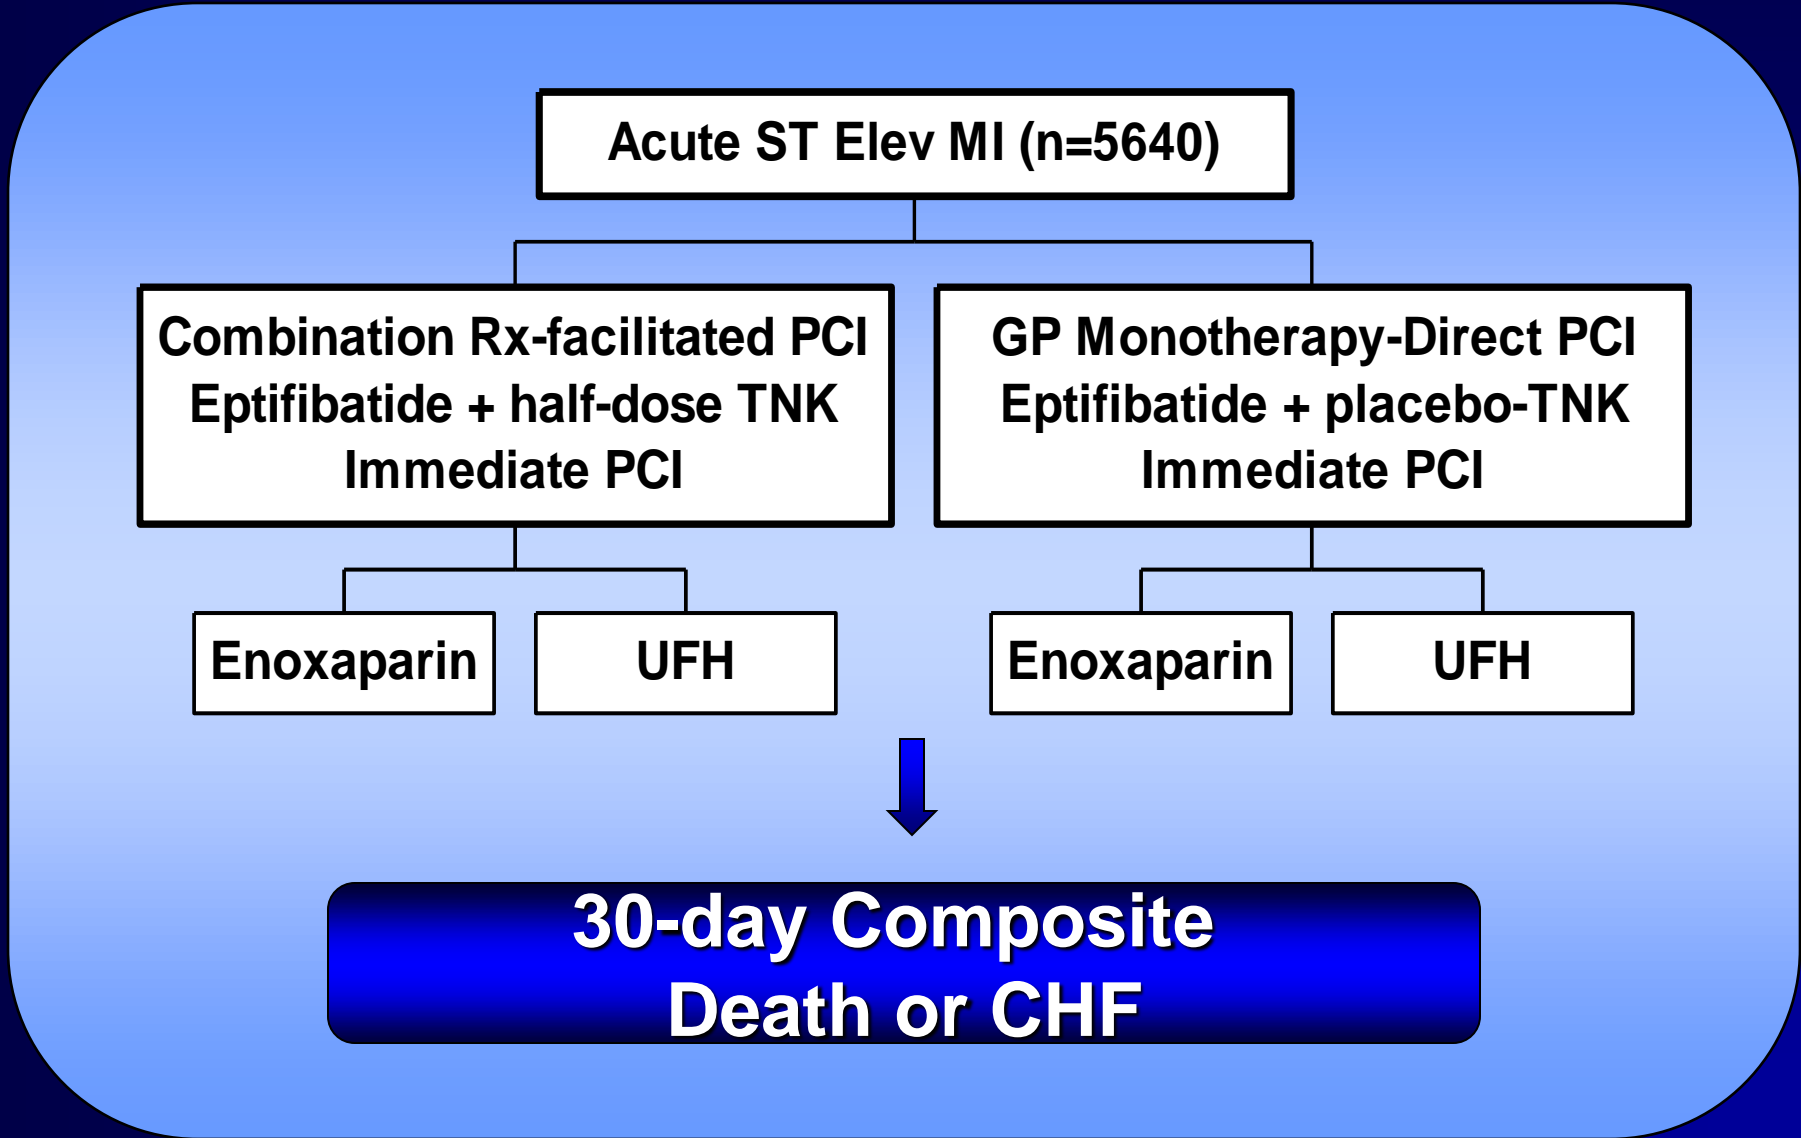 Acute ST Elev MI (n=5640)
Combination Rx-facilitated PCI
Eptifibatide + half-dose TNK
Immediate PCI
GP Monotherapy-Direct PCI
Eptifibatide + placebo-TNK
Immediate PCI
Enoxaparin
UFH
Enoxaparin
UFH
30-day Composite
Death or CHF